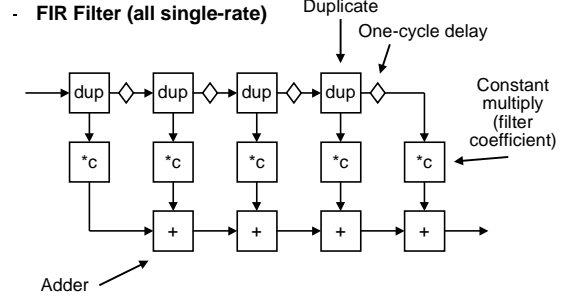 - FIR Filter (all single-rate)
Duplicate
One-cycle delay
dup dup dup dup
Constant
multiply
(filter
coefficient)
*c *c *c *c *c
+ + + +
Adder